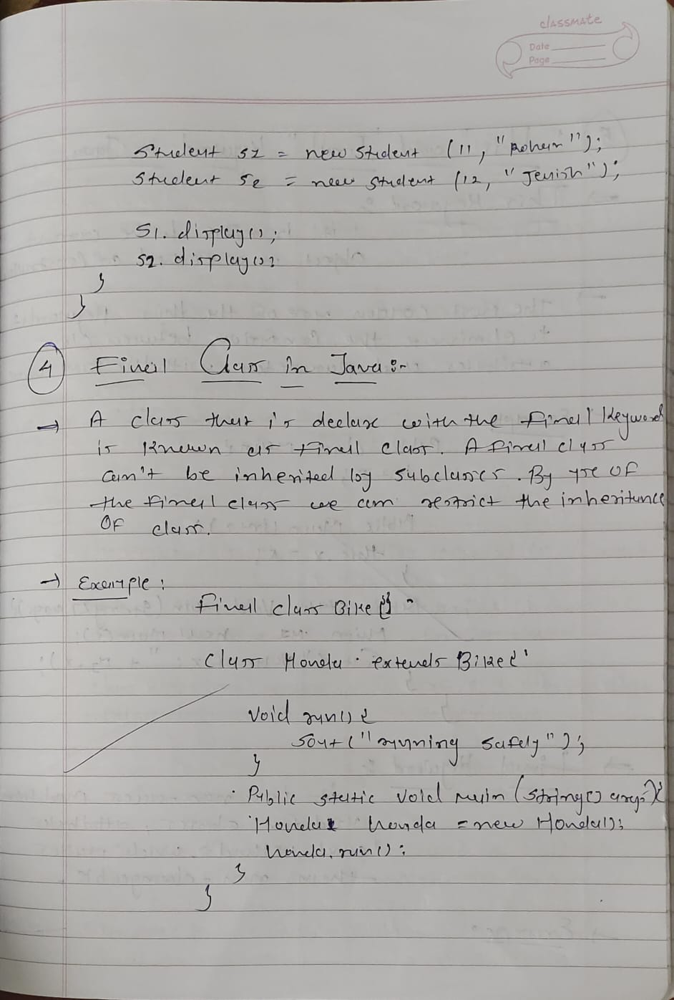 classmate
Date
Page
Student s1 = new Student (11, "Rohan");
Student s2 = new Student (12, "Jenish");
S1. display();
S2. display();
}
}
4 Final Class in Java :-
→ A class that is declare with the final Keyword
is Known as final class. A final class
can't be inherited by subclasses. By use of
the final class we can restrict the inheritance
OF class.
→ Example :
final class Bike {}
Class Honda extends Bike {
Void run() {
Sout ("running safely");
}
Public static Void main (string[] args) {
Honda honda = new Honda();
honda. run();
}
}